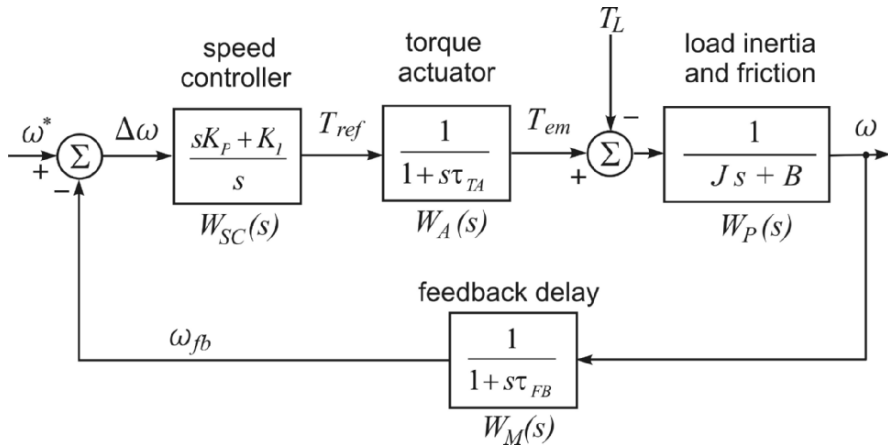 speed
controller
torque
actuator
T_L
load inertia
and friction
ω*
Δω
T_ref
T_em
ω
+
−
Σ
sK_P + K_I
s
1
1 + sτ_TA
+
−
Σ
1
J s + B
W_SC(s)
W_A(s)
W_P(s)
feedback delay
ω_fb
1
1 + sτ_FB
W_M(s)